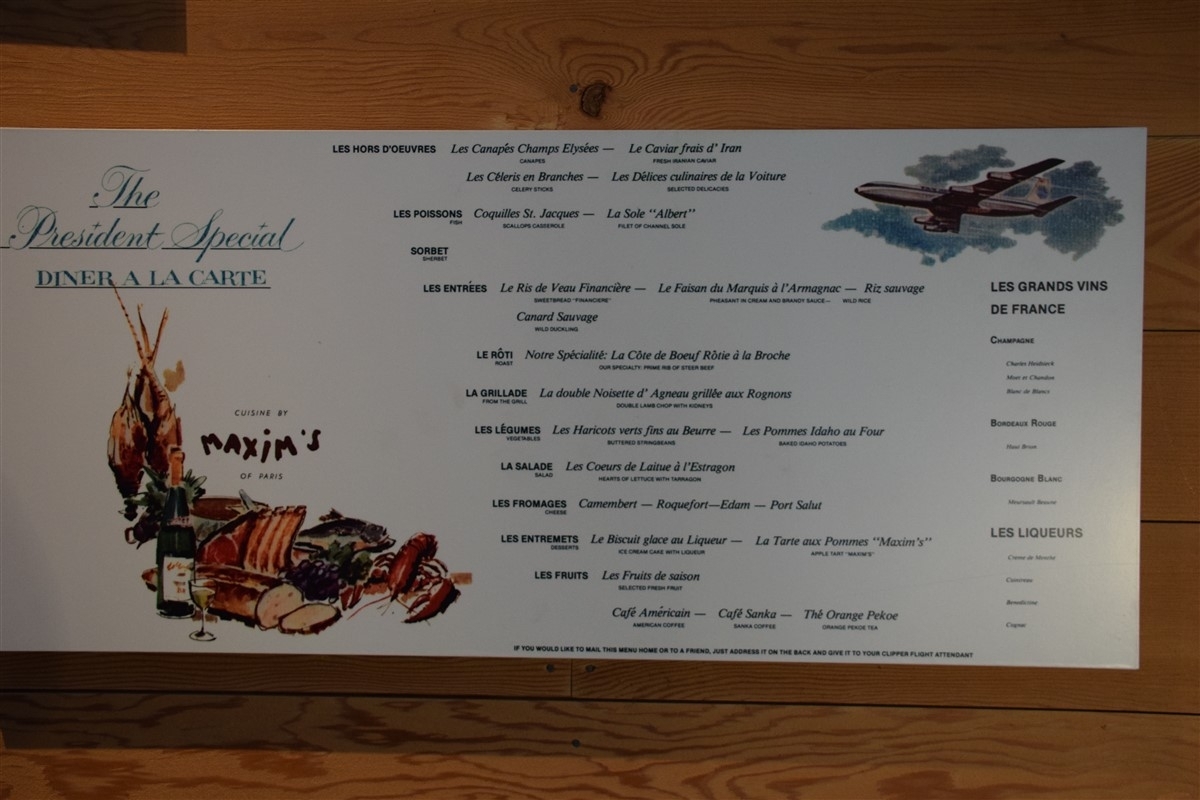 The
President Special
DINER A LA CARTE
CUISINE BY
MAXIM'S
OF PARIS
LES HORS D'OEUVRES Les Canapés Champs Elysées — Le Caviar frais d' Iran
CANAPES FRESH IRANIAN CAVIAR
Les Céleris en Branches — Les Délices culinaires de la Voiture
CELERY STICKS SELECTED DELICACIES
LES POISSONS Coquilles St. Jacques — La Sole "Albert"
FISH SCALLOPS CASSEROLE FILET OF CHANNEL SOLE
SORBET
SHERBET
LES ENTRÉES Le Ris de Veau Financière — Le Faisan du Marquis à l'Armagnac — Riz sauvage
SWEETBREAD "FINANCIERE" PHEASANT IN CREAM AND BRANDY SAUCE— WILD RICE
Canard Sauvage
WILD DUCKLING
LE RÔTI Notre Spécialité: La Côte de Boeuf Rôtie à la Broche
ROAST OUR SPECIALTY: PRIME RIB OF STEER BEEF
LA GRILLADE La double Noisette d' Agneau grillée aux Rognons
FROM THE GRILL DOUBLE LAMB CHOP WITH KIDNEYS
LES LÉGUMES Les Haricots verts fins au Beurre — Les Pommes Idaho au Four
VEGETABLES BUTTERED STRINGBEANS BAKED IDAHO POTATOES
LA SALADE Les Coeurs de Laitue à l'Estragon
SALAD HEARTS OF LETTUCE WITH TARRAGON
LES FROMAGES Camembert — Roquefort—Edam — Port Salut
CHEESE
LES ENTREMETS Le Biscuit glace au Liqueur — La Tarte aux Pommes "Maxim's"
DESSERTS ICE CREAM CAKE WITH LIQUEUR APPLE TART "MAXIM'S"
LES FRUITS Les Fruits de saison
SELECTED FRESH FRUIT
Café Américain — Café Sanka — Thé Orange Pekoe
AMERICAN COFFEE SANKA COFFEE ORANGE PEKOE TEA
IF YOU WOULD LIKE TO MAIL THIS MENU HOME OR TO A FRIEND, JUST ADDRESS IT ON THE BACK AND GIVE IT TO YOUR CLIPPER FLIGHT ATTENDANT
LES GRANDS VINS
DE FRANCE
CHAMPAGNE
Charles Heidsieck
Moet et Chandon
Blanc de Blancs
BORDEAUX ROUGE
Haut Brion
BOURGOGNE BLANC
Meursault Beaune
LES LIQUEURS
Creme de Menthe
Cointreau
Benedictine
Cognac